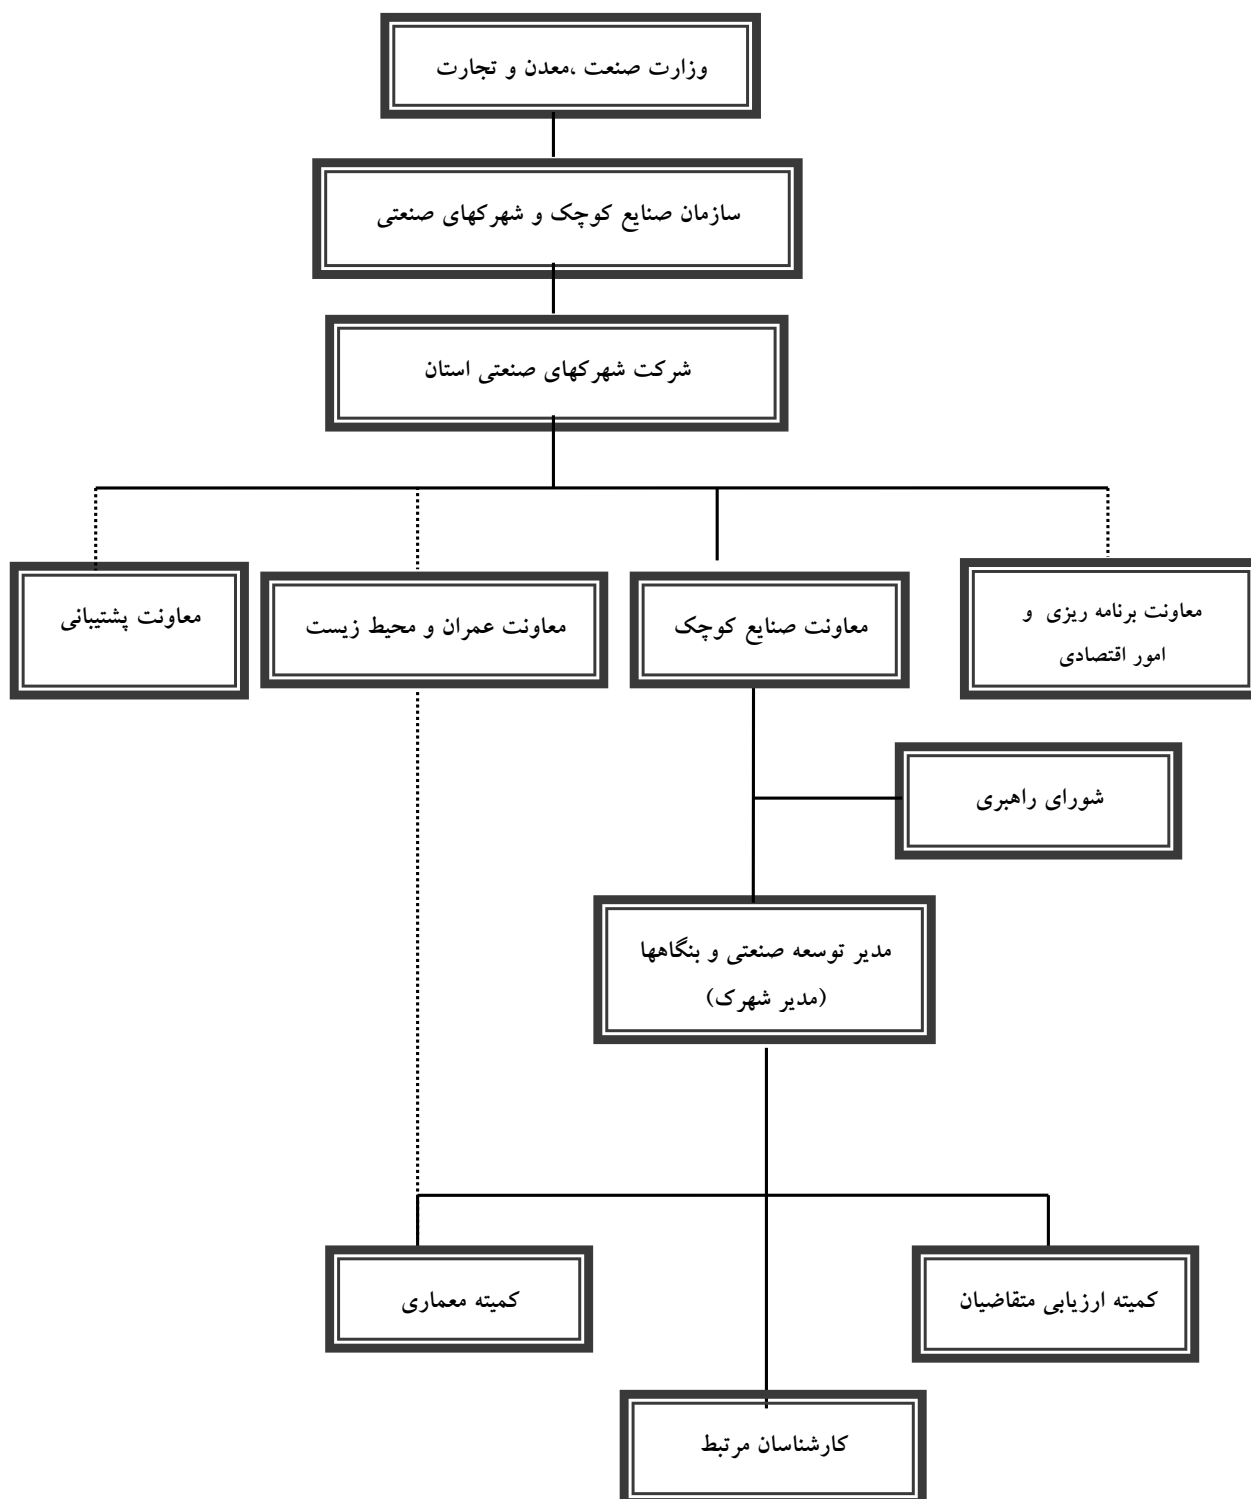 وزارت صنعت ،معدن و تجارت
سازمان صنایع کوچک و شهرکهای صنعتی
شرکت شهرکهای صنعتی استان
معاونت برنامه ریزی و
امور اقتصادی
معاونت صنایع کوچک
معاونت عمران و محیط زیست
معاونت پشتیبانی
شورای راهبری
مدیر توسعه صنعتی و بنگاهها
(مدیر شهرک)
کمیته ارزیابی متقاضیان
کمیته معماری
کارشناسان مرتبط